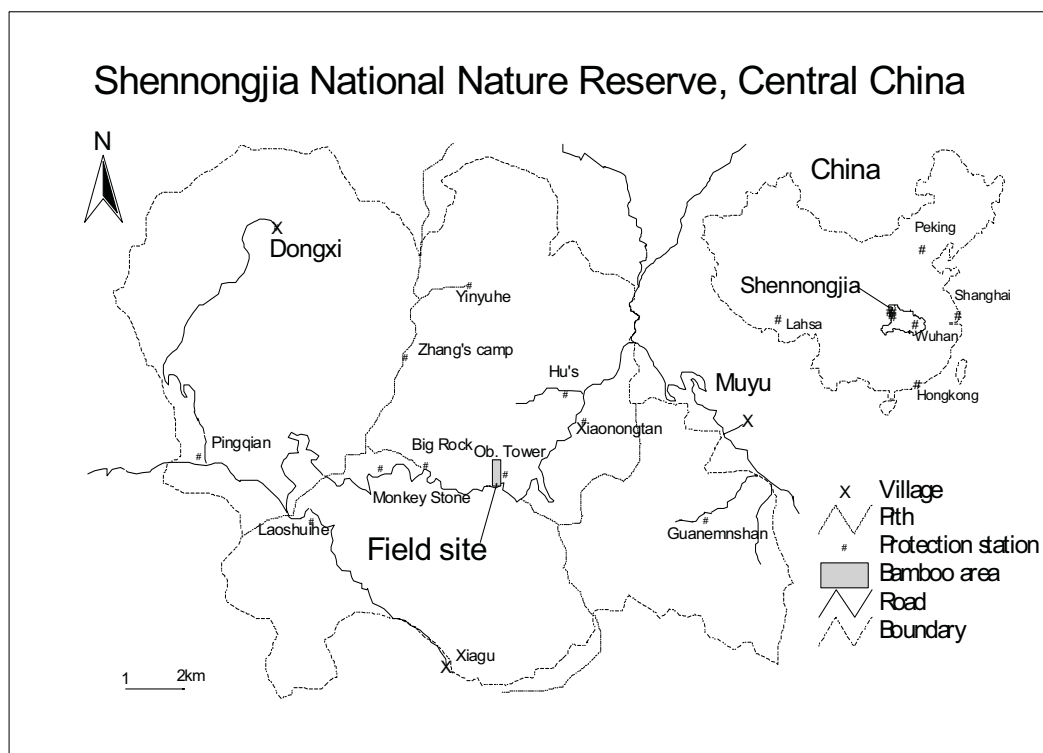 Shennongjia National Nature Reserve, Central China
N
China
Peking
Dongxi
Shennongjia
Yinyuhe
Shanghai
Lahsa
Wuhan
Zhang's camp
Hu's
Muyu
Hongkong
Xiaonongtan
Pingqian
Big Rock
Ob. Tower
Monkey Stone
Laoshuihe
Guanemnshan
Field site
X Village
Pith
# Protection station
Bamboo area
Road
Boundary
Xiagu
1 2km